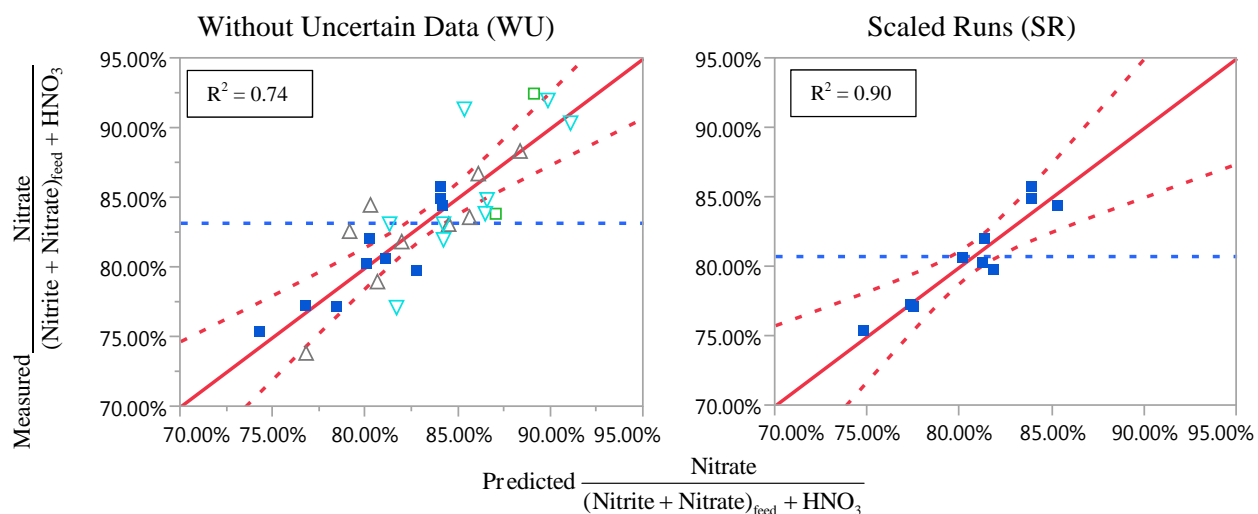 Without Uncertain Data (WU)
Scaled Runs (SR)
Measured Nitrate / (Nitrite + Nitrate)feed + HNO3
95.00%
90.00%
85.00%
80.00%
75.00%
70.00%
R² = 0.74
70.00% 75.00% 80.00% 85.00% 90.00% 95.00%
95.00%
90.00%
85.00%
80.00%
75.00%
70.00%
R² = 0.90
70.00% 75.00% 80.00% 85.00% 90.00% 95.00%
Predicted Nitrate / (Nitrite + Nitrate)feed + HNO3